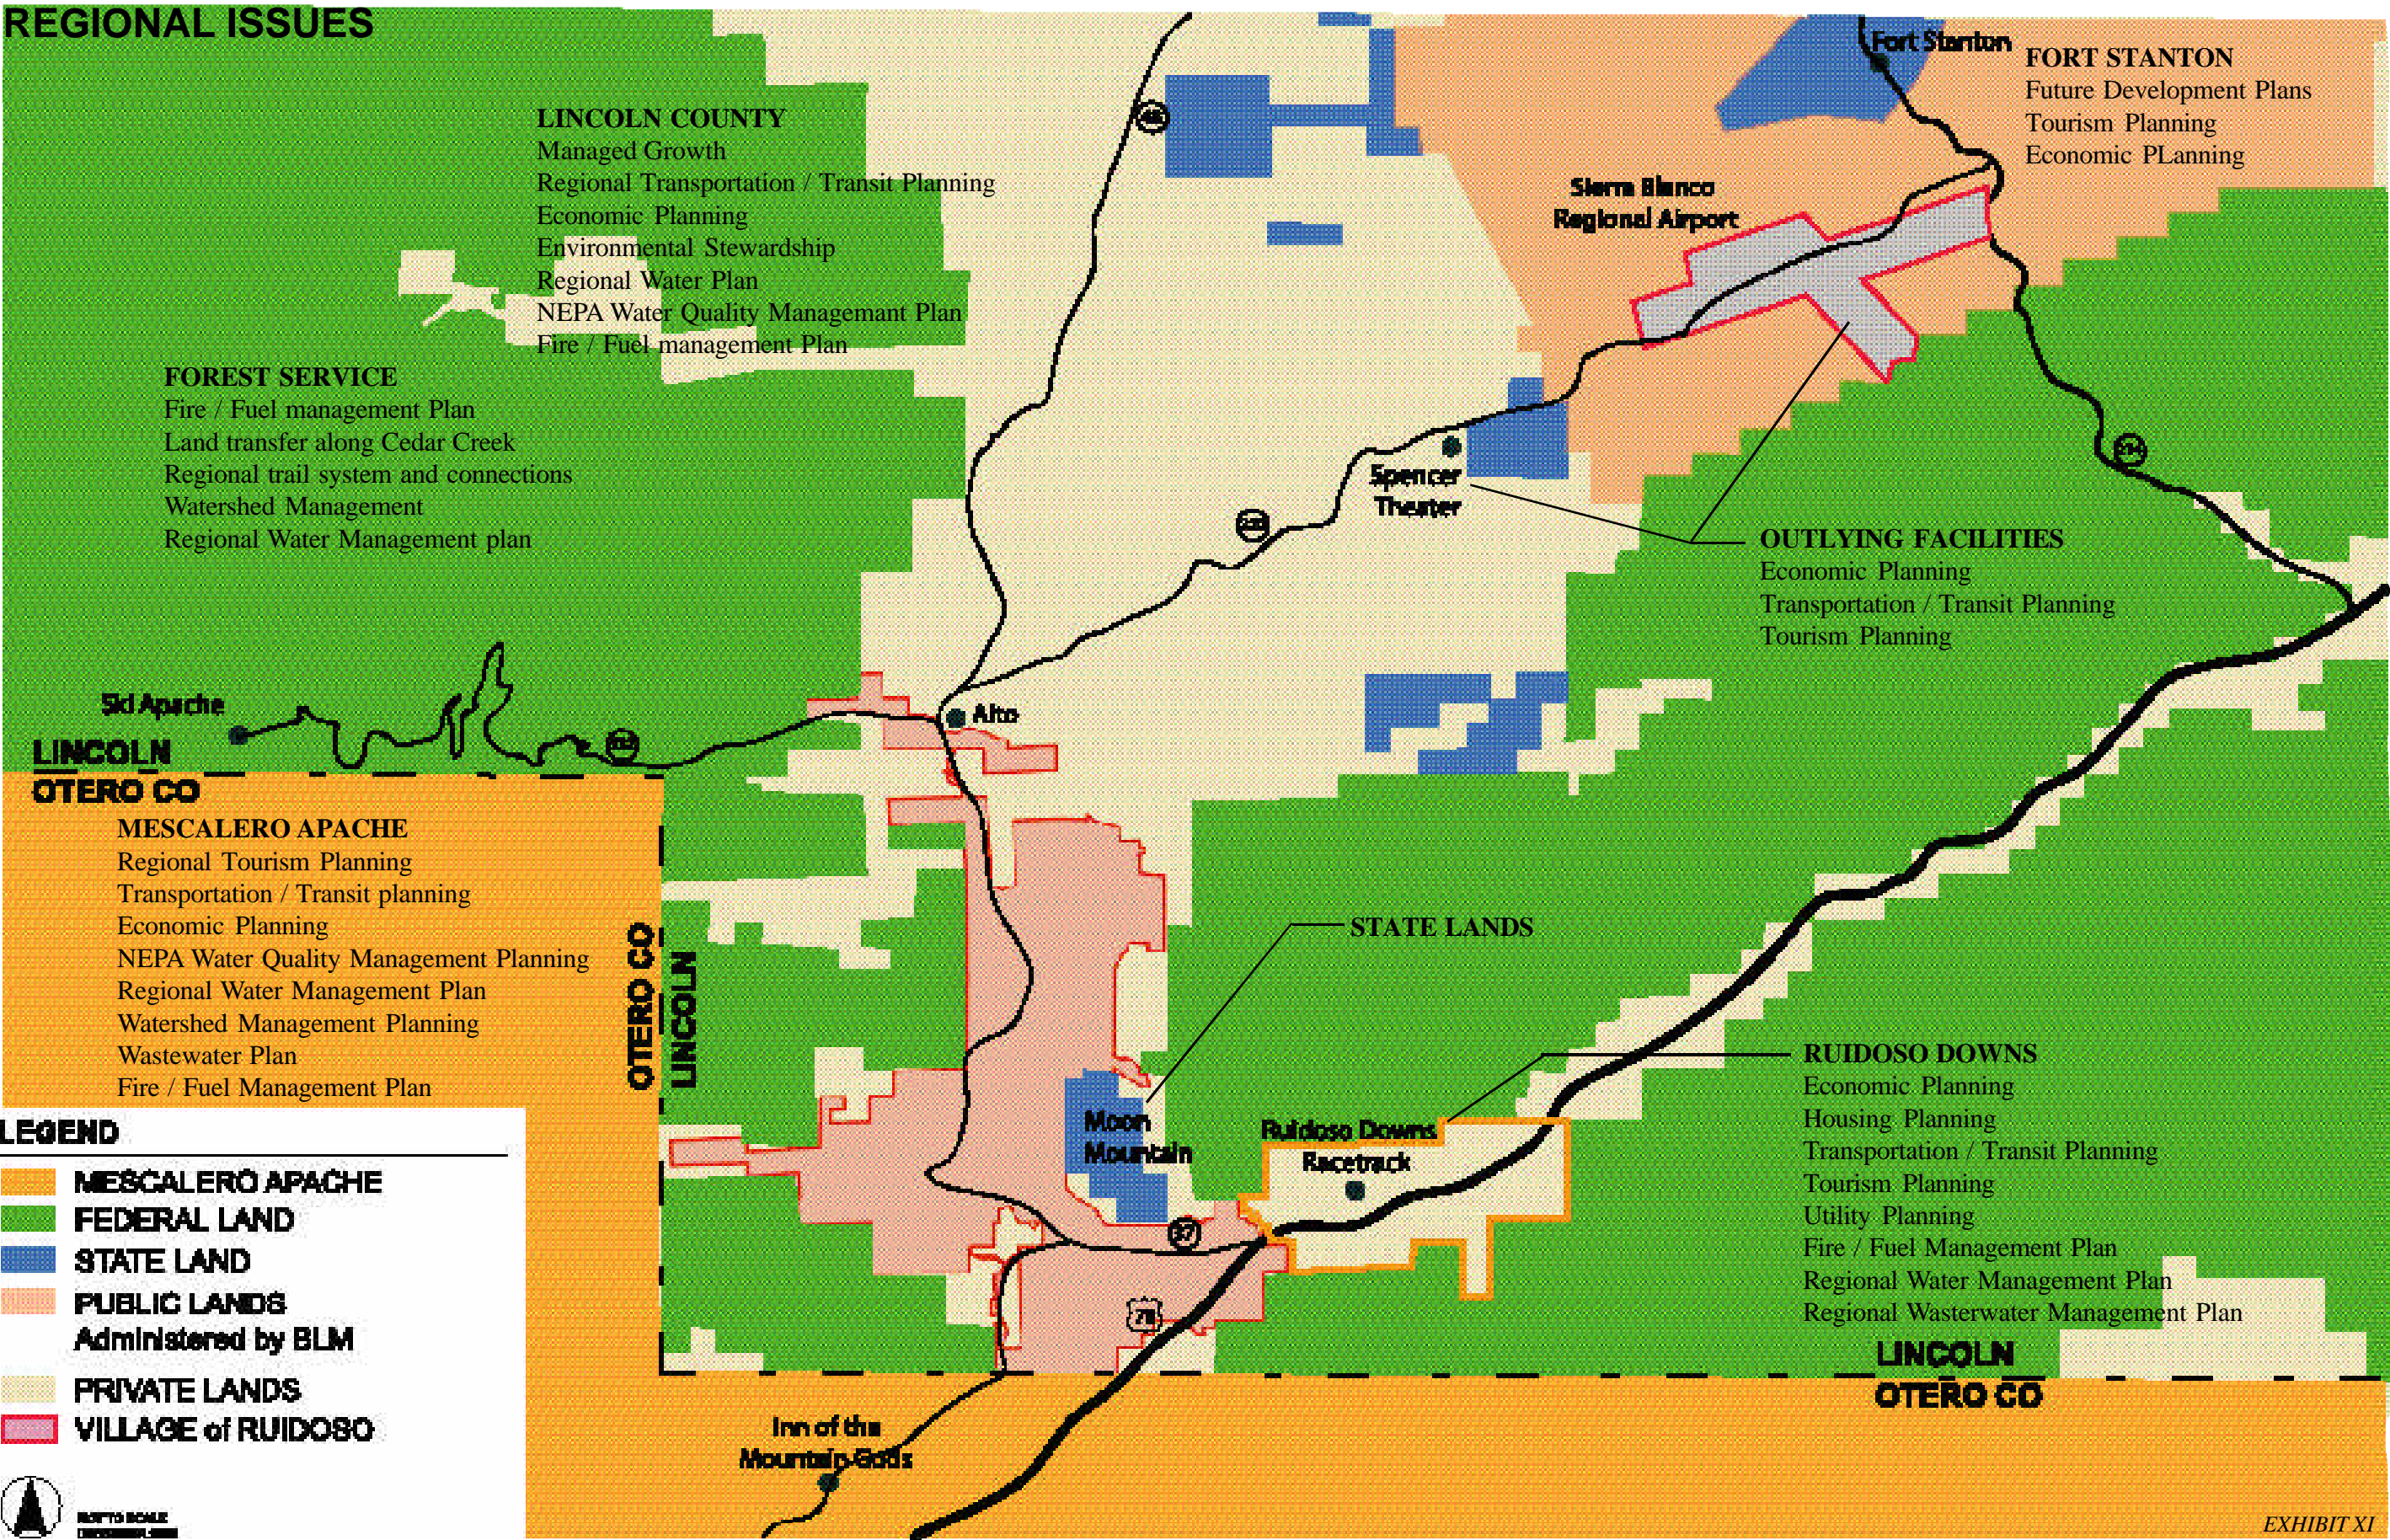 REGIONAL ISSUES
Fort Stanton
FORT STANTON
Future Development Plans
Tourism Planning
Economic PLanning
LINCOLN COUNTY
Managed Growth
Regional Transportation / Transit Planning
Economic Planning
Environmental Stewardship
Regional Water Plan
NEPA Water Quality Managemant Plan
Fire / Fuel management Plan
48
Sierra Blanca
Regional Airport
FOREST SERVICE
Fire / Fuel management Plan
Land transfer along Cedar Creek
Regional trail system and connections
Watershed Management
Regional Water Management plan
Spencer
Theater
OUTLYING FACILITIES
Economic Planning
Transportation / Transit Planning
Tourism Planning
Ski Apache
Alto
LINCOLN
OTERO CO
MESCALERO APACHE
Regional Tourism Planning
Transportation / Transit planning
Economic Planning
NEPA Water Quality Management Planning
Regional Water Management Plan
Watershed Management Planning
Wastewater Plan
Fire / Fuel Management Plan
OTERO CO
LINCOLN
STATE LANDS
Moon
Mountain
Ruidoso Downs
Racetrack
RUIDOSO DOWNS
Economic Planning
Housing Planning
Transportation / Transit Planning
Tourism Planning
Utility Planning
Fire / Fuel Management Plan
Regional Water Management Plan
Regional Wasterwater Management Plan
37
70
LINCOLN
OTERO CO
Inn of the
Mountain Gods
LEGEND
MESCALERO APACHE
FEDERAL LAND
STATE LAND
PUBLIC LANDS
Administered by BLM
PRIVATE LANDS
VILLAGE of RUIDOSO
NOT TO SCALE
EXHIBIT XI